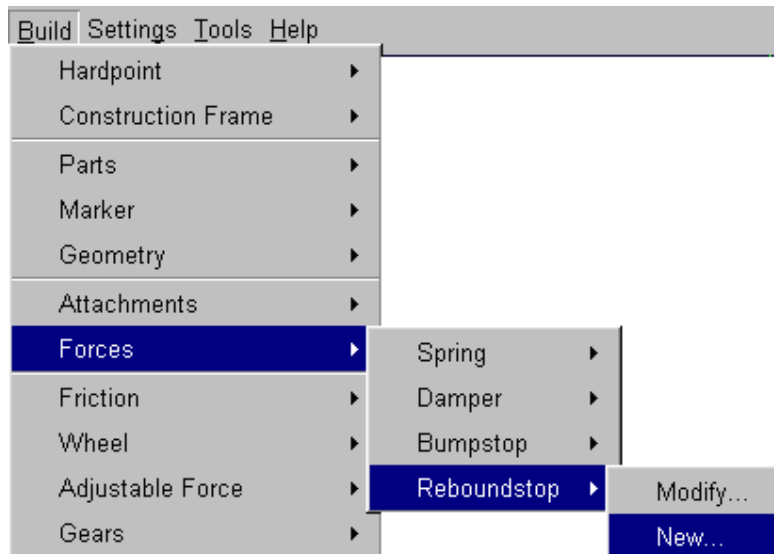 Build Settings Tools Help
Hardpoint
Construction Frame
Parts
Marker
Geometry
Attachments
Forces
Spring
Friction
Damper
Wheel
Bumpstop
Adjustable Force
Reboundstop
Modify...
Gears
New...